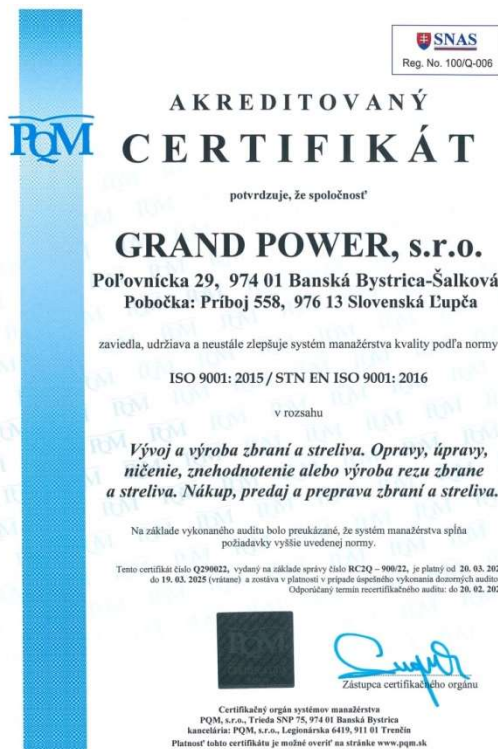 SNAS
Reg. No. 100/Q-006
PQM
AKREDITOVANÝ
CERTIFIKÁT
potvrdzuje, že spoločnosť
GRAND POWER, s.r.o.
Poľovnícka 29, 974 01 Banská Bystrica-Šalková
Pobočka: Príboj 558, 976 13 Slovenská Ľupča
zaviedla, udržiava a neustále zlepšuje systém manažérstva kvality podľa normy
ISO 9001: 2015 / STN EN ISO 9001: 2016
v rozsahu
Vývoj a výroba zbraní a streliva. Opravy, úpravy,
ničenie, znehodnotenie alebo výroba rezu zbrane
a streliva. Nákup, predaj a preprava zbraní a streliva.
Na základe vykonaného auditu bolo preukázané, že systém manažérstva spĺňa
požiadavky vyššie uvedenej normy.
Tento certifikát číslo Q290022, vydaný na základe správy číslo RC2Q – 900/22, je platný od 20. 03. 202
do 19. 03. 2025 (vrátane) a zostáva v platnosti v prípade úspešného vykonania dozorných audito
Odporúčaný termín recertifikačného auditu: do 20. 02. 202
PQM
Zástupca certifikačného orgánu
Certifikačný orgán systémov manažérstva
PQM, s.r.o., Trieda SNP 75, 974 01 Banská Bystrica
kancelária: PQM, s.r.o., Legionárska 6419, 911 01 Trenčín
Platnosť tohto certifikátu je možné overiť na stránke www.pqm.sk